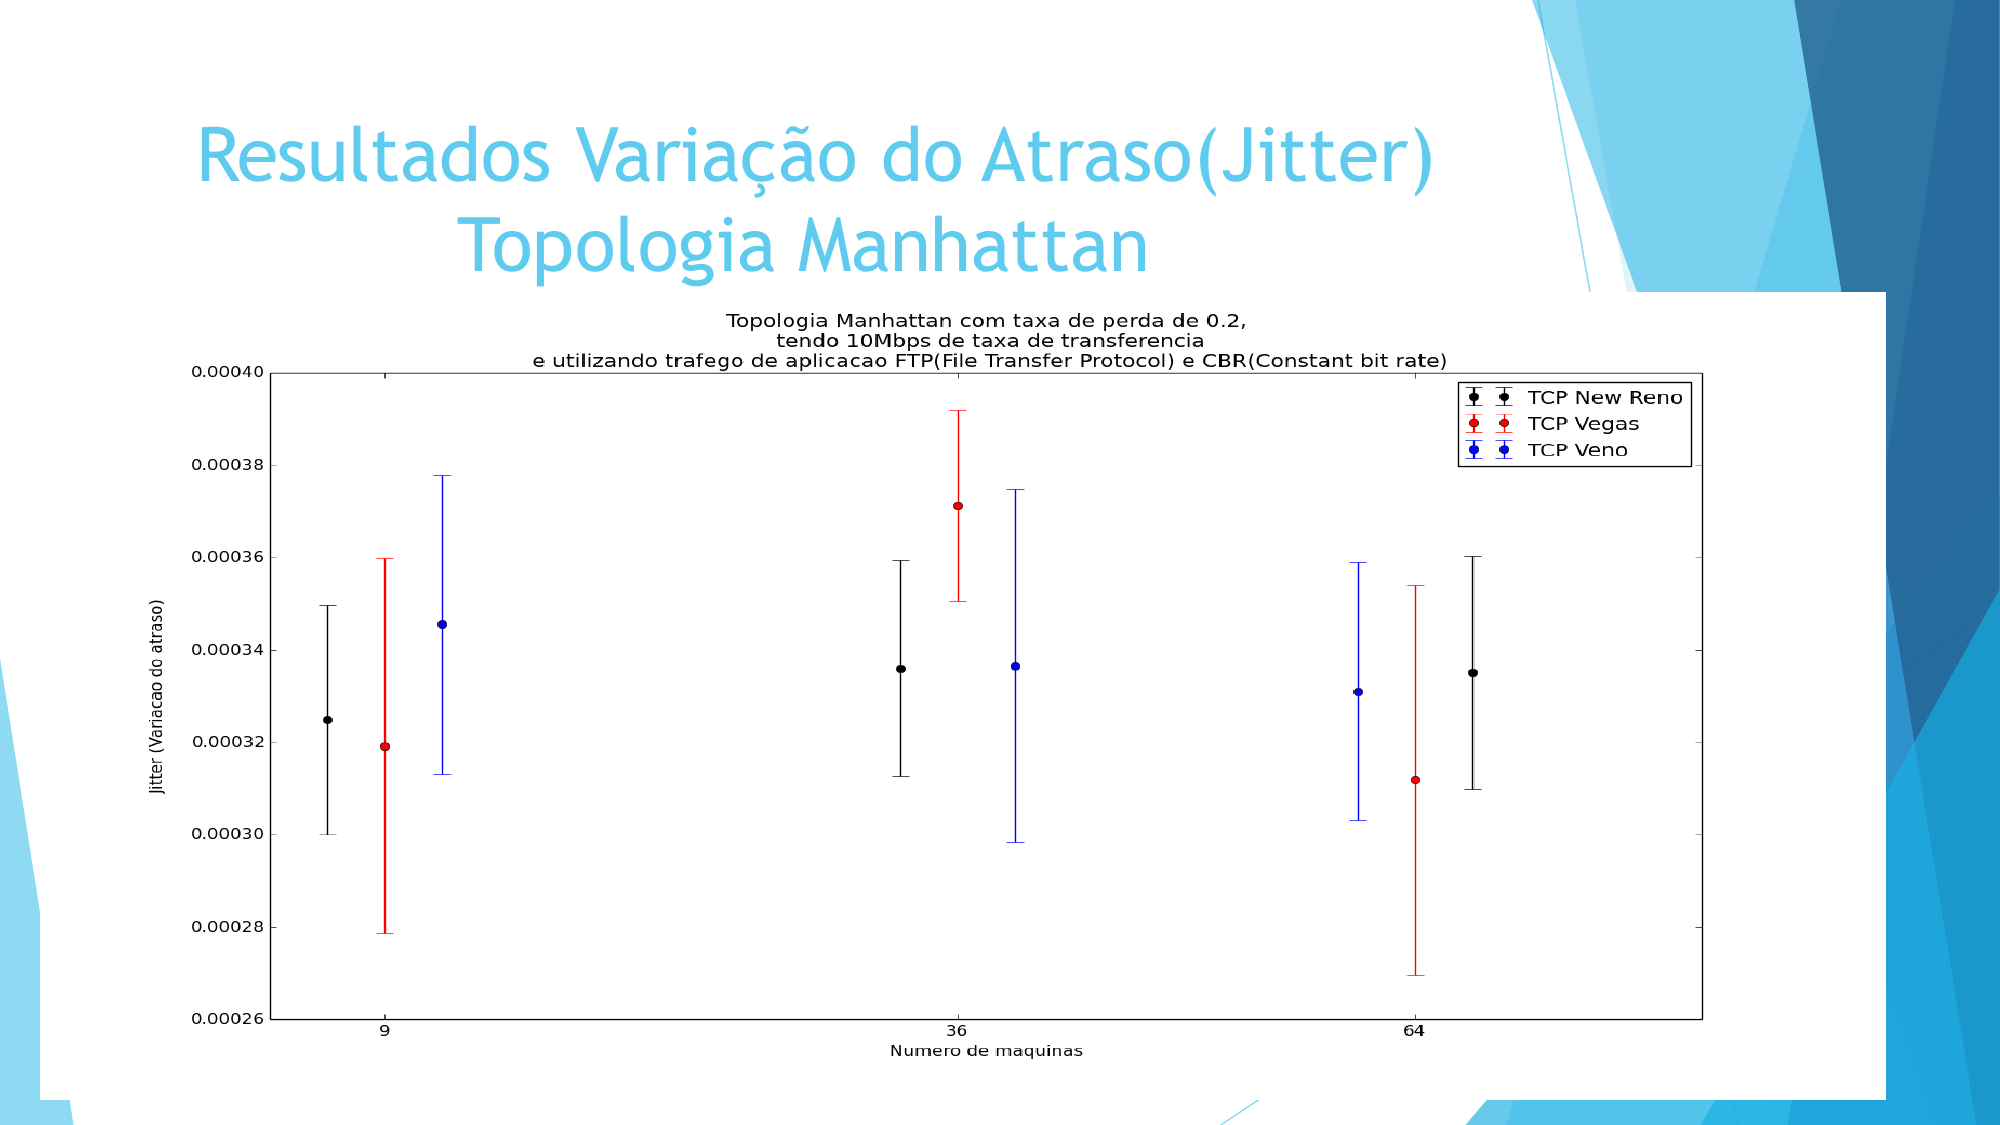 Resultados Variação do Atraso(Jitter)
Topologia Manhattan
Topologia Manhattan com taxa de perda de 0.2,
tendo 10Mbps de taxa de transferencia
e utilizando trafego de aplicacao FTP(File Transfer Protocol) e CBR(Constant bit rate)
TCP New Reno
TCP Vegas
TCP Veno
0.00040
0.00038
0.00036
0.00034
0.00032
0.00030
0.00028
0.00026
Jitter (Variacao do atraso)
9
36
64
Numero de maquinas